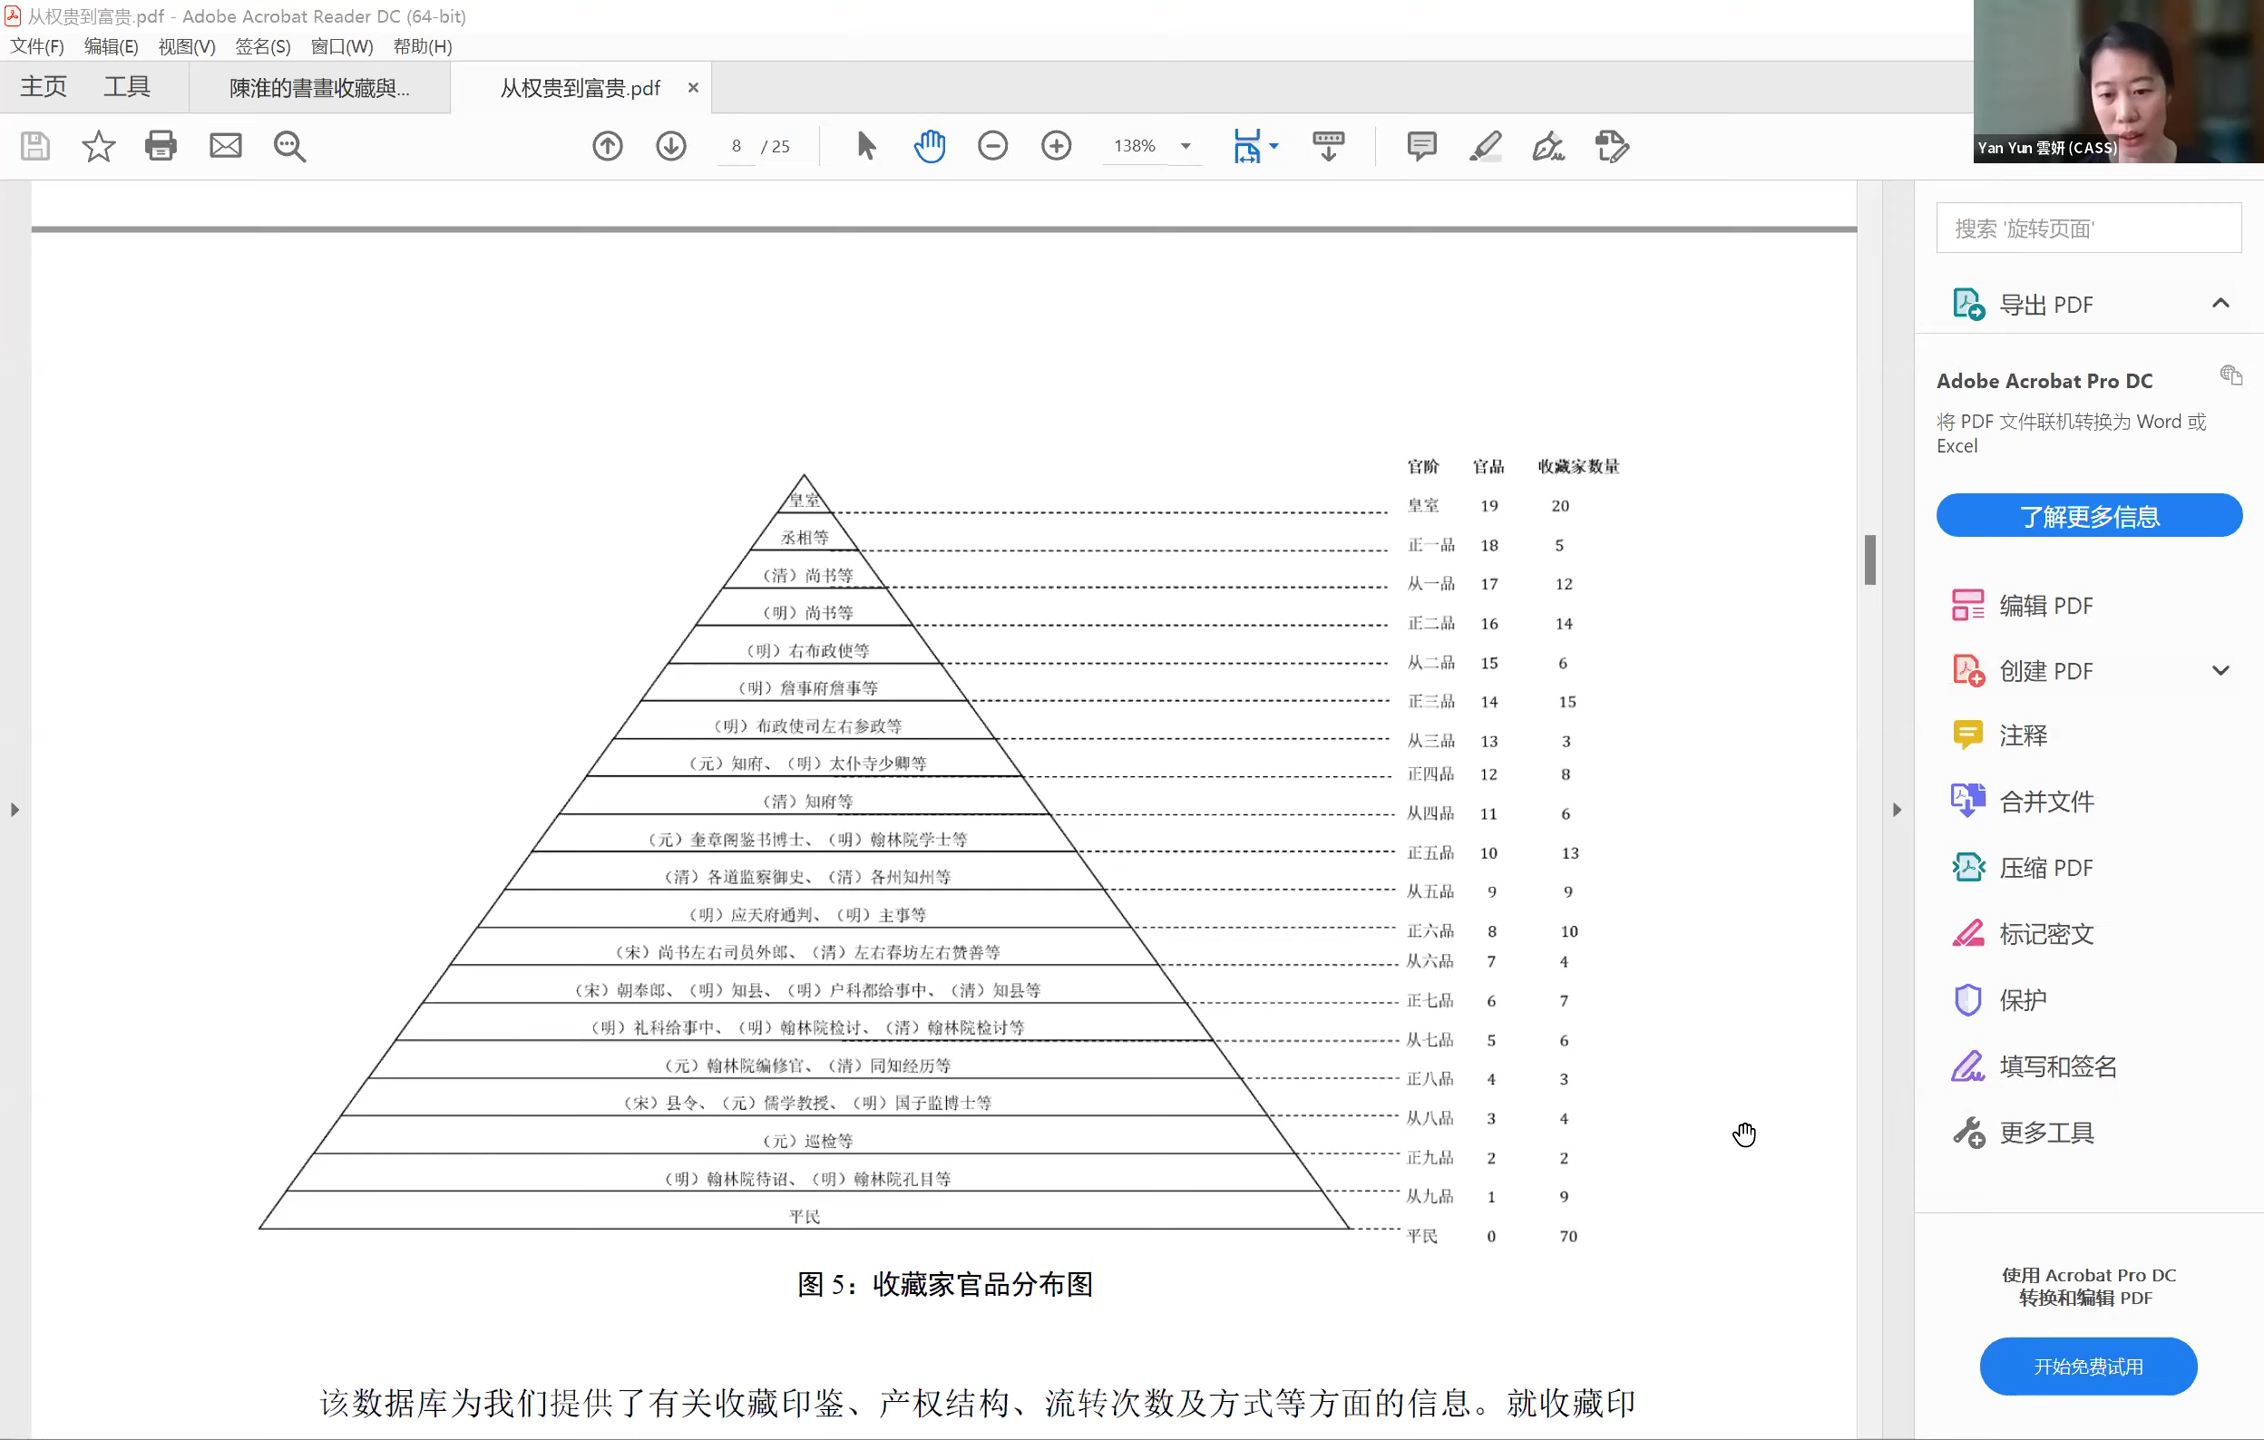 从权贵到富贵.pdf - Adobe Acrobat Reader DC (64-bit)
文件(F) 编辑(E) 视图(V) 签名(S) 窗口(W) 帮助(H)
主页 工具 陳淮的書畫收藏與... 从权贵到富贵.pdf ×
8 / 25 138%
Yan Yun 雲妍 (CASS)
官阶 官品 收藏家数量
皇室 皇室 19 20
丞相等 正一品 18 5
（清）尚书等 从一品 17 12
（明）尚书等 正二品 16 14
（明）右布政使等 从二品 15 6
（明）詹事府詹事等 正三品 14 15
（明）布政使司左右参政等 从三品 13 3
（元）知府、（明）太仆寺少卿等 正四品 12 8
（清）知府等 从四品 11 6
（元）奎章阁鉴书博士、（明）翰林院学士等 正五品 10 13
（清）各道监察御史、（清）各州知州等 从五品 9 9
（明）应天府通判、（明）主事等 正六品 8 10
（宋）尚书左右司员外郎、（清）左右春坊左右赞善等 从六品 7 4
（宋）朝奉郎、（明）知县、（明）户科都给事中、（清）知县等 正七品 6 7
（明）礼科给事中、（明）翰林院检讨、（清）翰林院检讨等 从七品 5 6
（元）翰林院编修官、（清）同知经历等 正八品 4 3
（宋）县令、（元）儒学教授、（明）国子监博士等 从八品 3 4
（元）巡检等 正九品 2 2
（明）翰林院待诏、（明）翰林院孔目等 从九品 1 9
平民 平民 0 70
图 5：收藏家官品分布图
该数据库为我们提供了有关收藏印鉴、产权结构、流转次数及方式等方面的信息。就收藏印
搜索 '旋转页面'
导出 PDF
Adobe Acrobat Pro DC
将 PDF 文件联机转换为 Word 或
Excel
了解更多信息
编辑 PDF
创建 PDF
注释
合并文件
压缩 PDF
标记密文
保护
填写和签名
更多工具
使用 Acrobat Pro DC
转换和编辑 PDF
开始免费试用